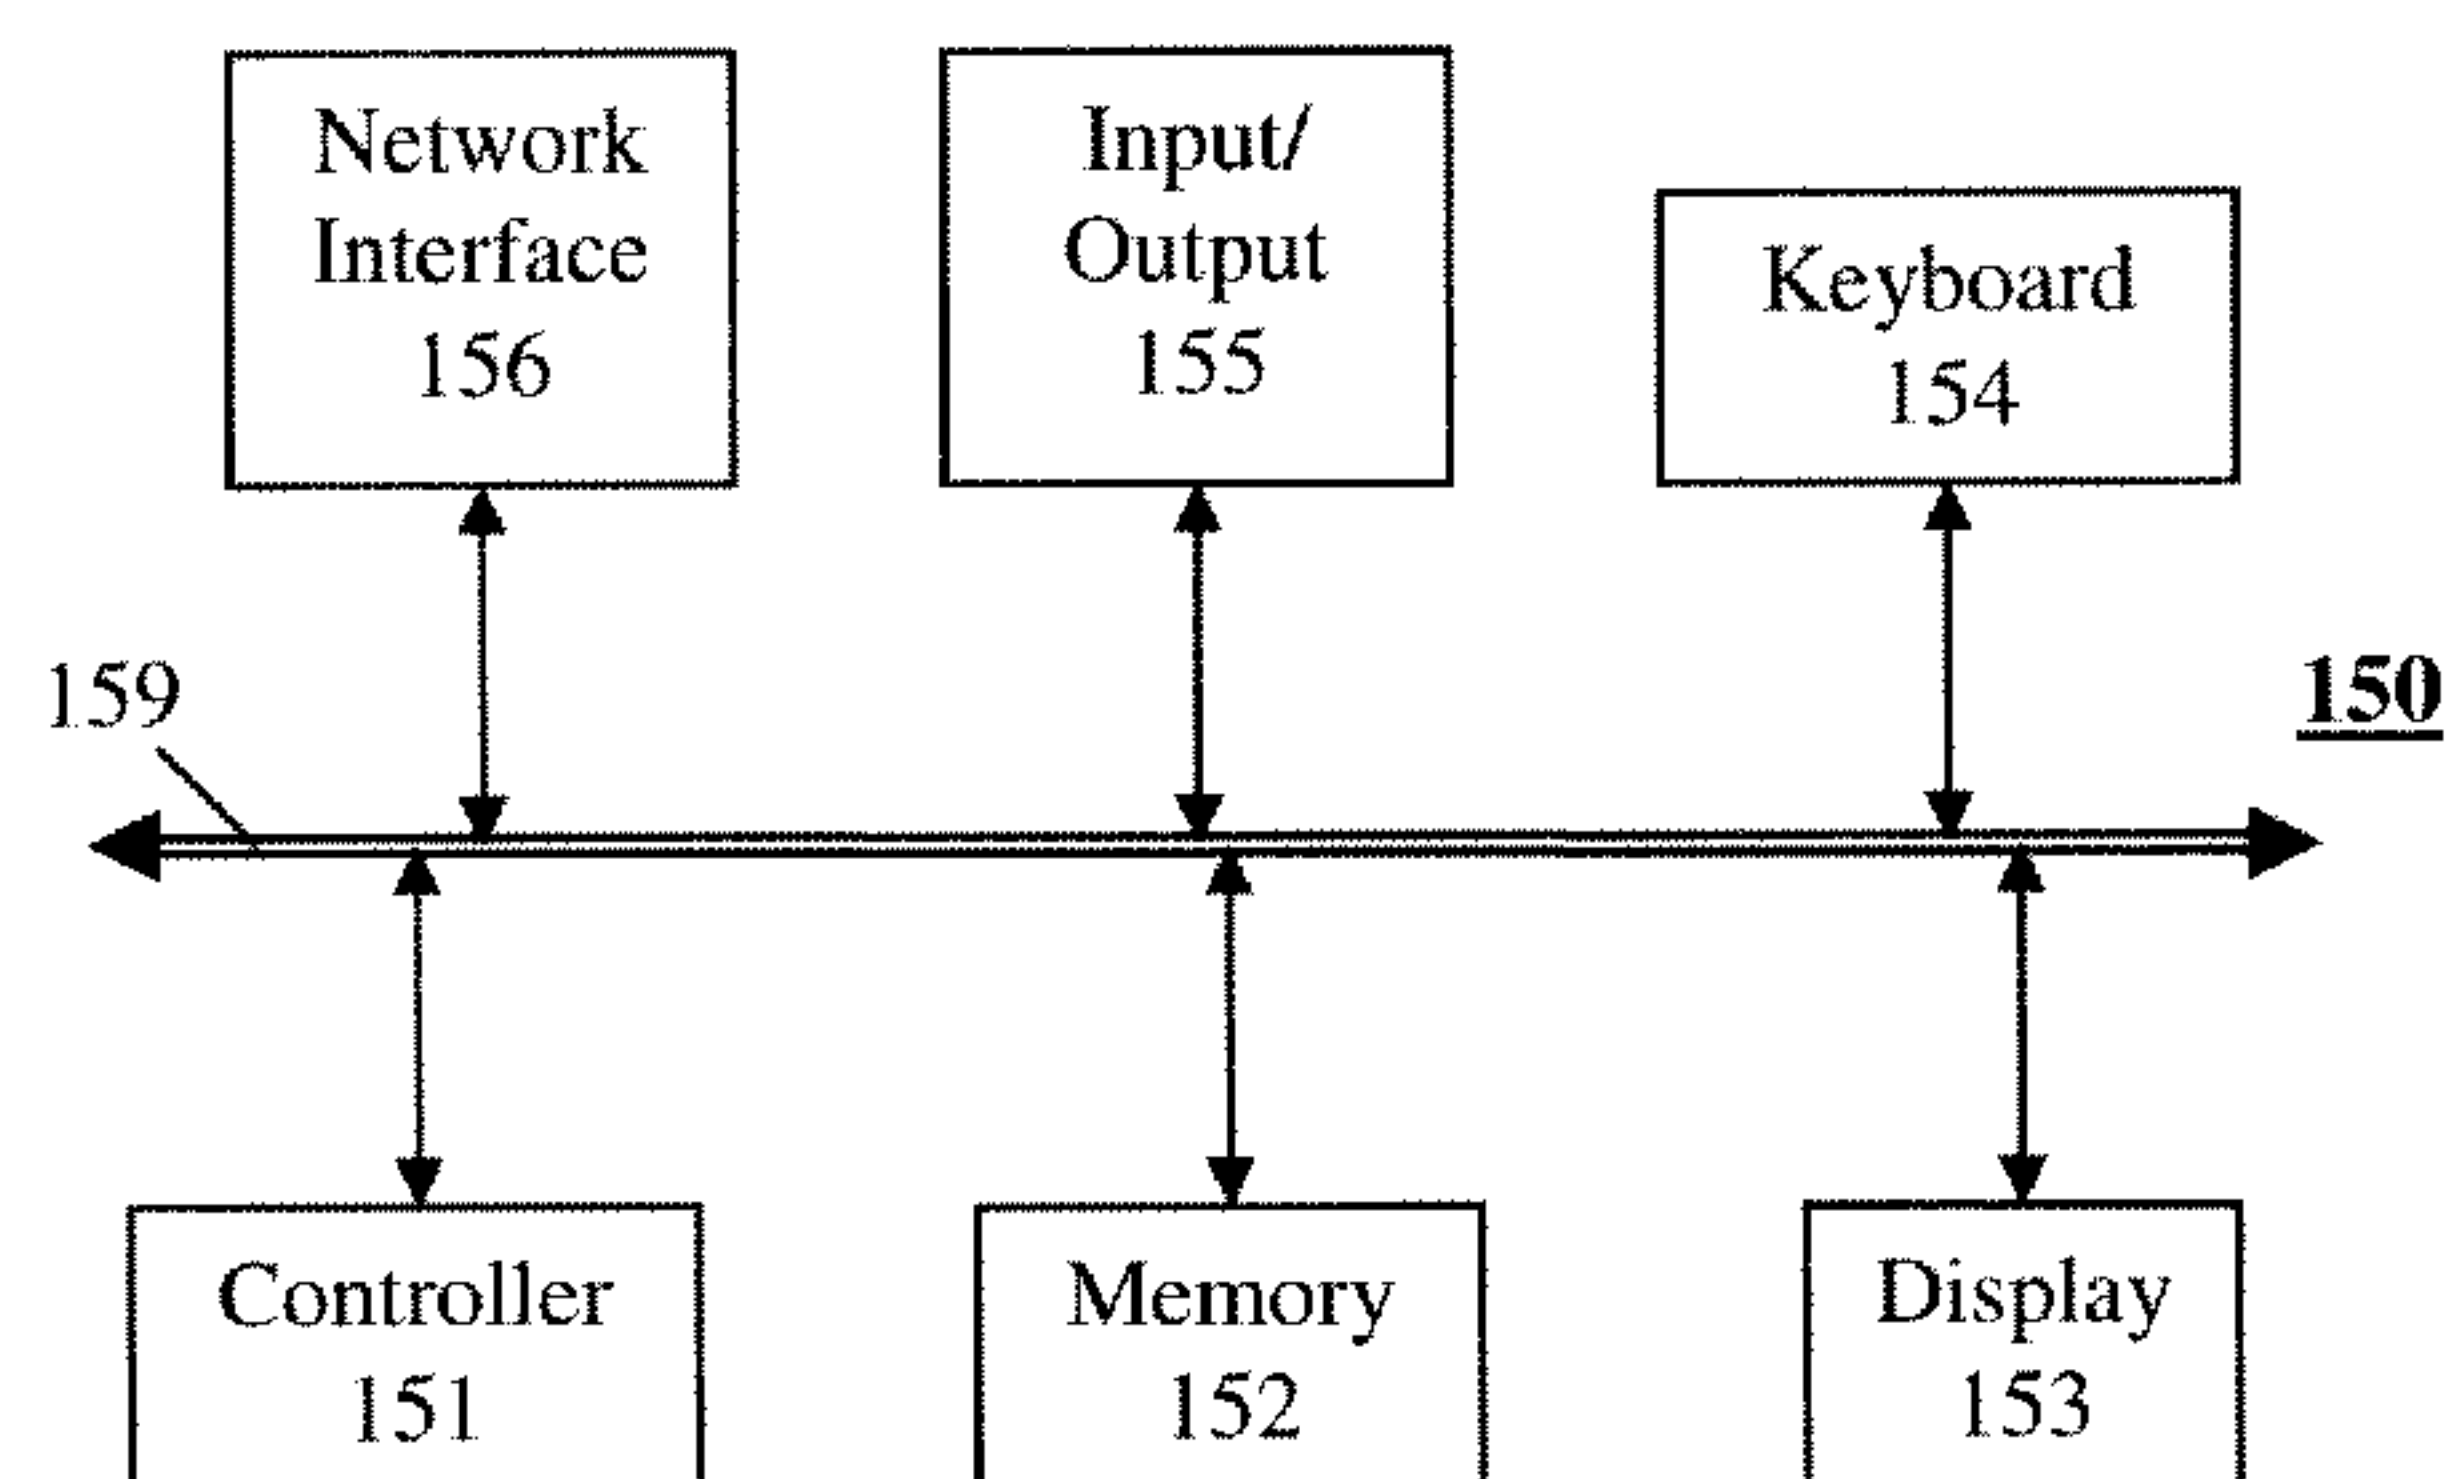 Network
Interface
156
Input/
Output
155
Keyboard
154
159
150
Controller
151
Memory
152
Display
153